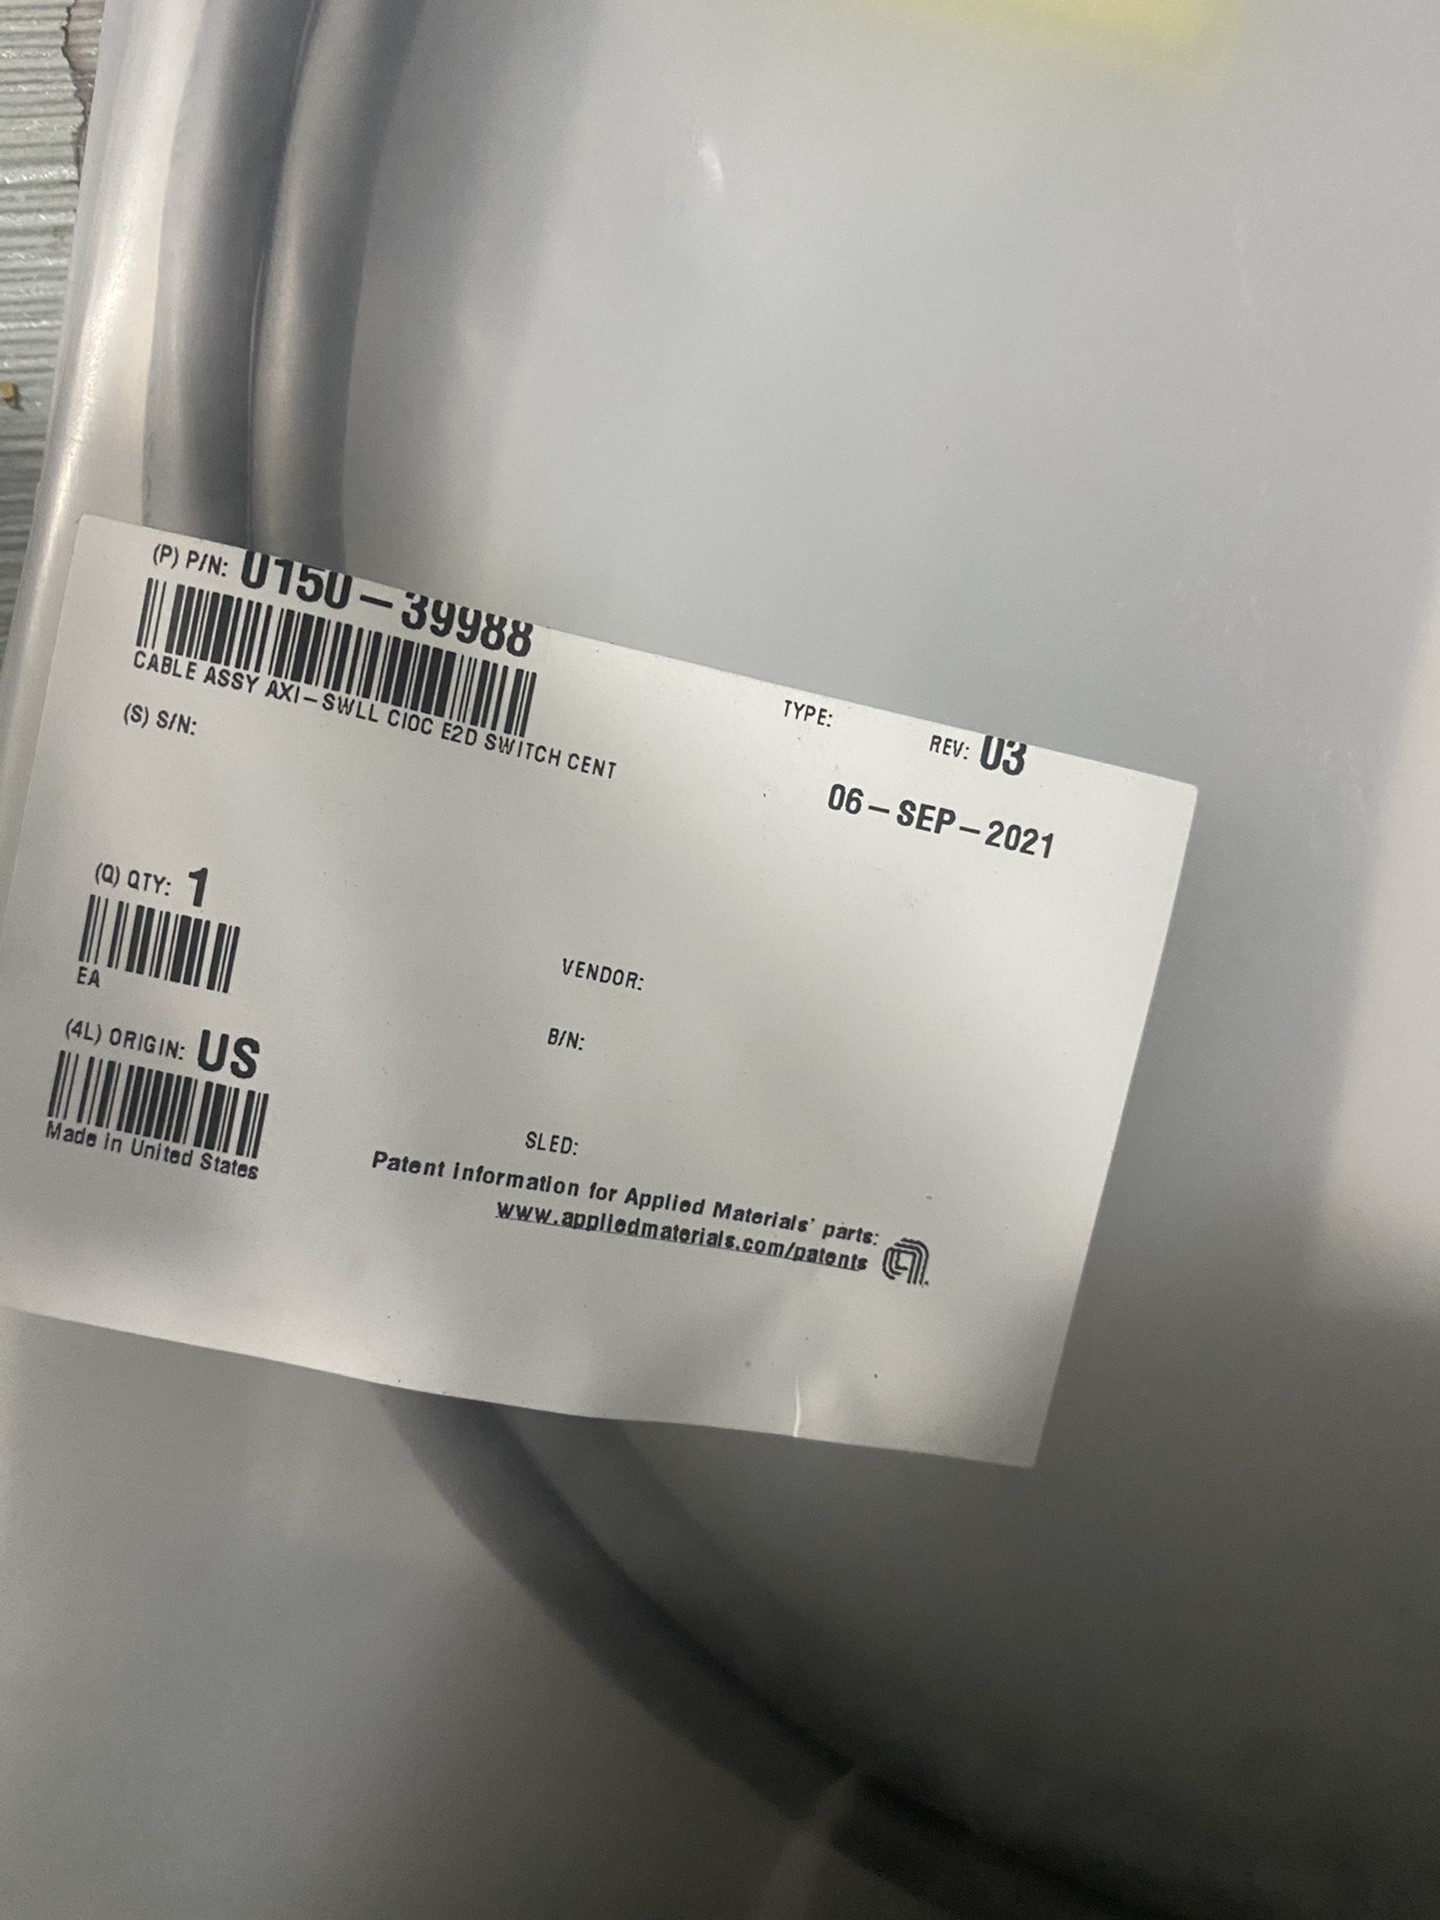 (P) P/N: 0150-39988
CABLE ASSY AXI-SWLL CIOC E2D SWITCH CENT
(S) S/N:
TYPE:
REV: 03
06-SEP-2021
(Q) QTY: 1
EA
VENDOR:
B/N:
(4L) ORIGIN: US
Made in United States
SLED:
Patent information for Applied Materials' parts:
www.appliedmaterials.com/patents